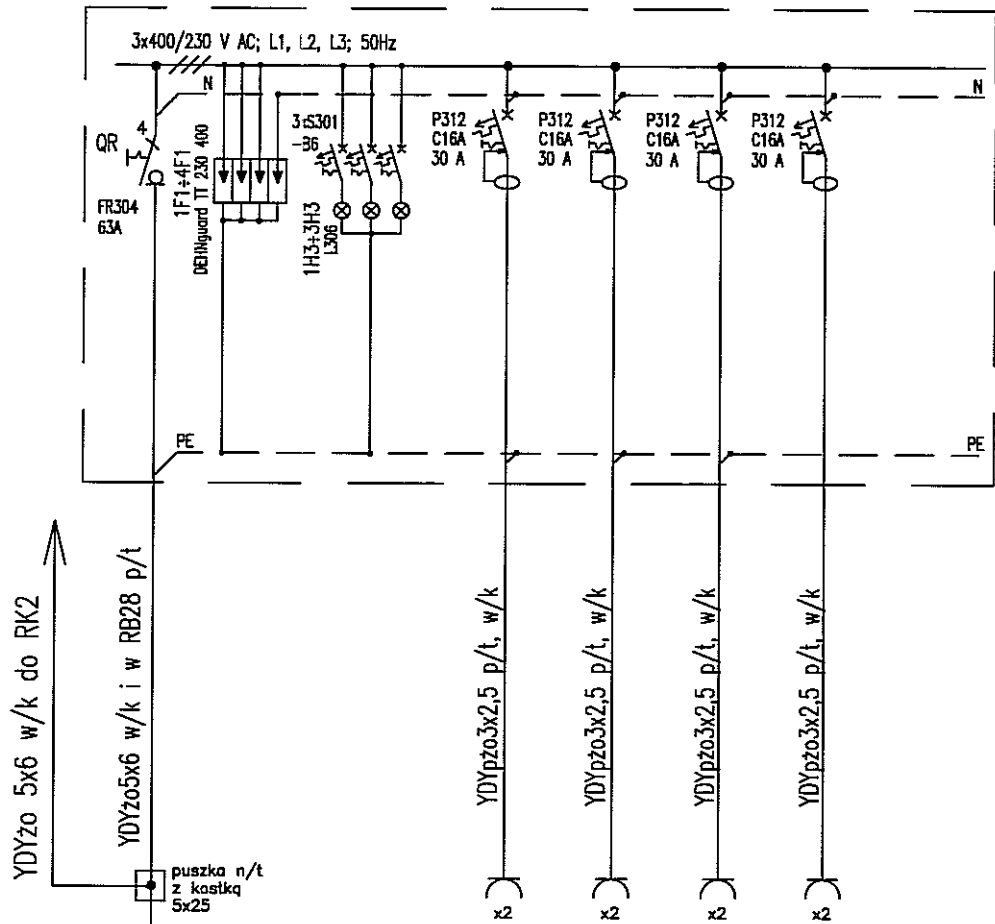 3x400/230 V AC; L1, L2, L3; 50Hz
N
N
4
QR
FR304
63A
1F1÷4F1
DEHNguard TT 230 400
3xS301
-B6
1H3÷3H3
L306
P312
C16A
30 A
P312
C16A
30 A
P312
C16A
30 A
P312
C16A
30 A
PE
PE
YDYżo 5x6 w/k do RK2
YDYżo5x6 w/k i w RB28 p/t
YDYpżo3x2,5 p/t, w/k
YDYpżo3x2,5 p/t, w/k
YDYpżo3x2,5 p/t, w/k
YDYpżo3x2,5 p/t, w/k
puszka n/t
z kostką
5x25
x2
x2
x2
x2